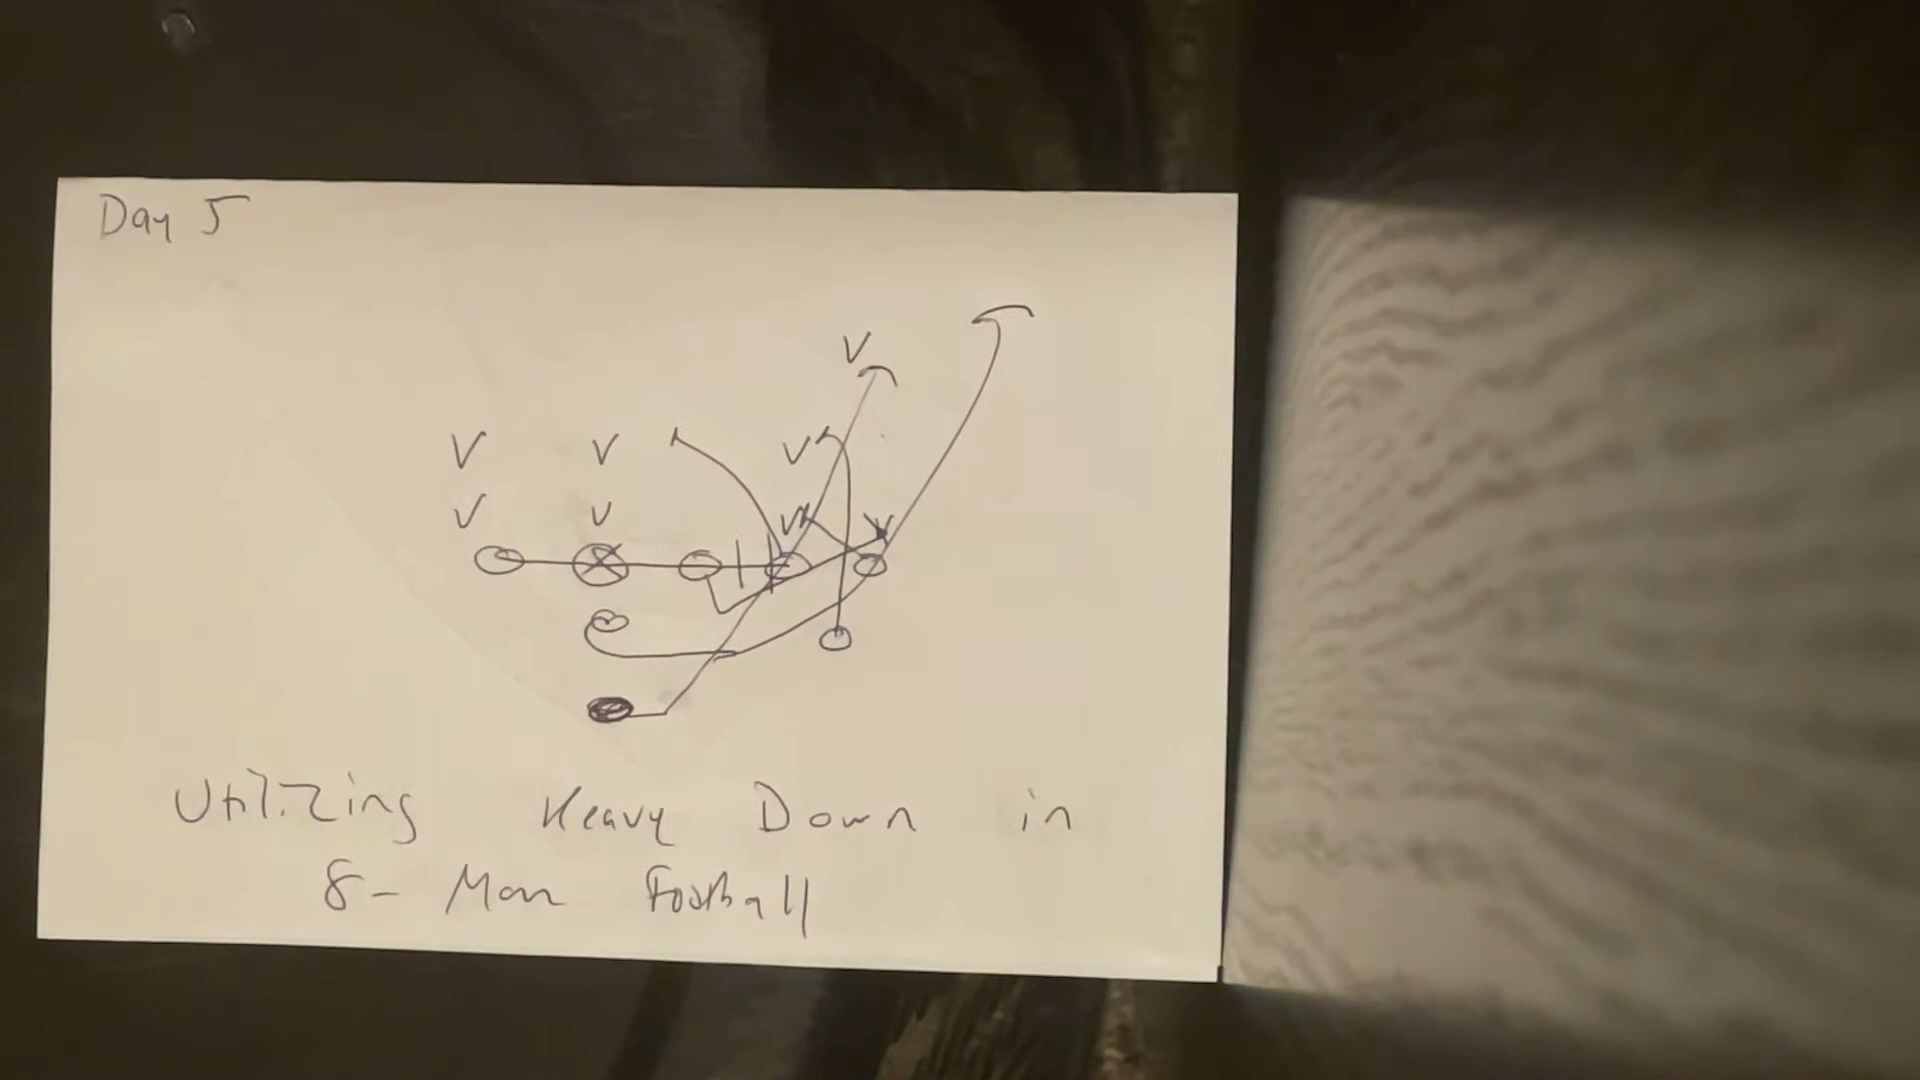 Day 5
V
V V V
V V V V
Utilizing Heavy Down in
8- Man Football